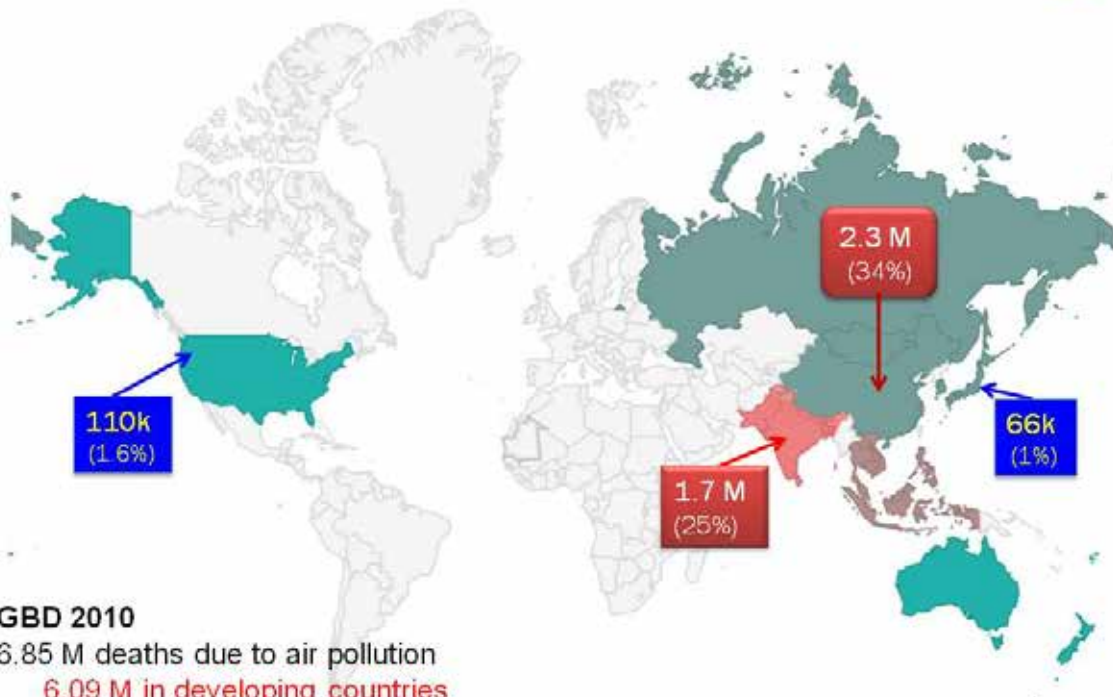 2.3 M
(34%)
110k
(1.6%)
66k
(1%)
1.7 M
(25%)
GBD 2010
6.85 M deaths due to air pollution
6.09 M in developing countries